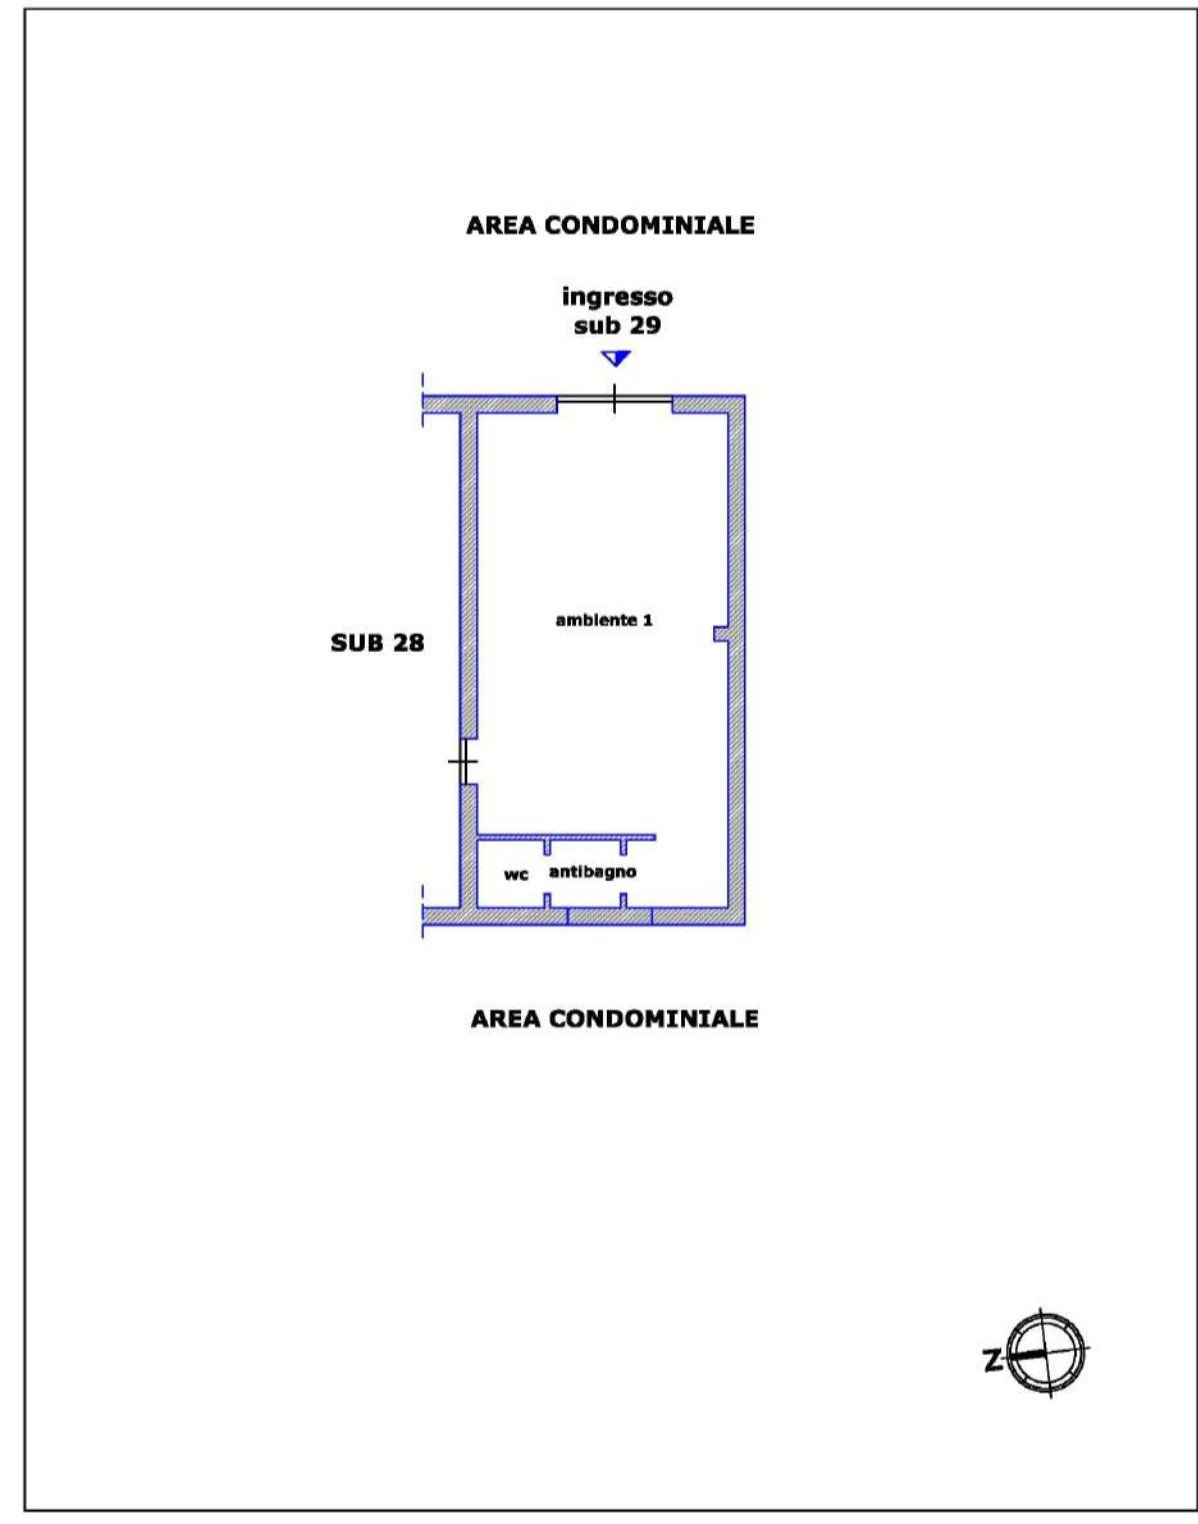 AREA CONDOMINIALE
ingresso
sub 29
ambiente 1
SUB 28
wc antibagno
AREA CONDOMINIALE
N